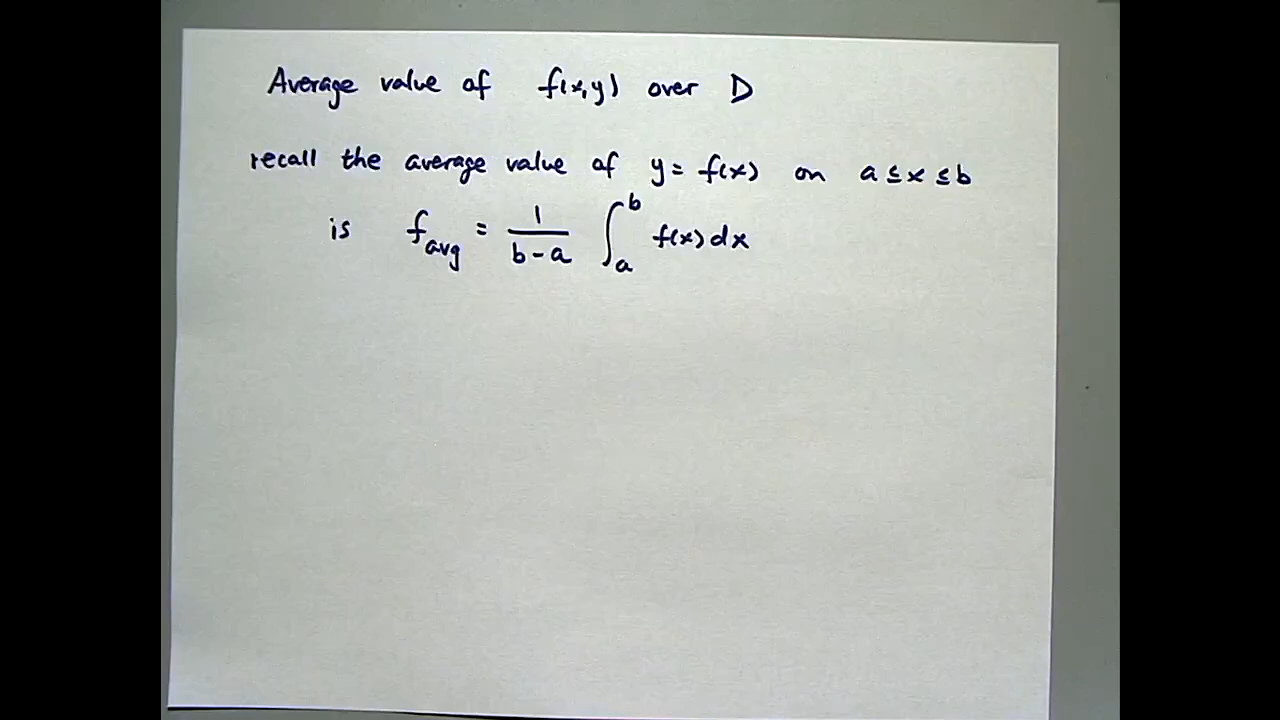 Average value of f(x,y) over D
recall the average value of y = f(x) on a ≤ x ≤ b
is f_avg = 1/(b-a) ∫_a^b f(x) dx